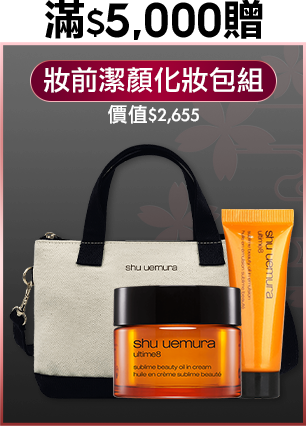 滿$5,000贈
妝前潔顏化妝包組
價值$2,655
shu uemura
shu uemura
ultime8
sublime beauty oil in cream
huile en crème sublime beauté
shu uemura
ultime8